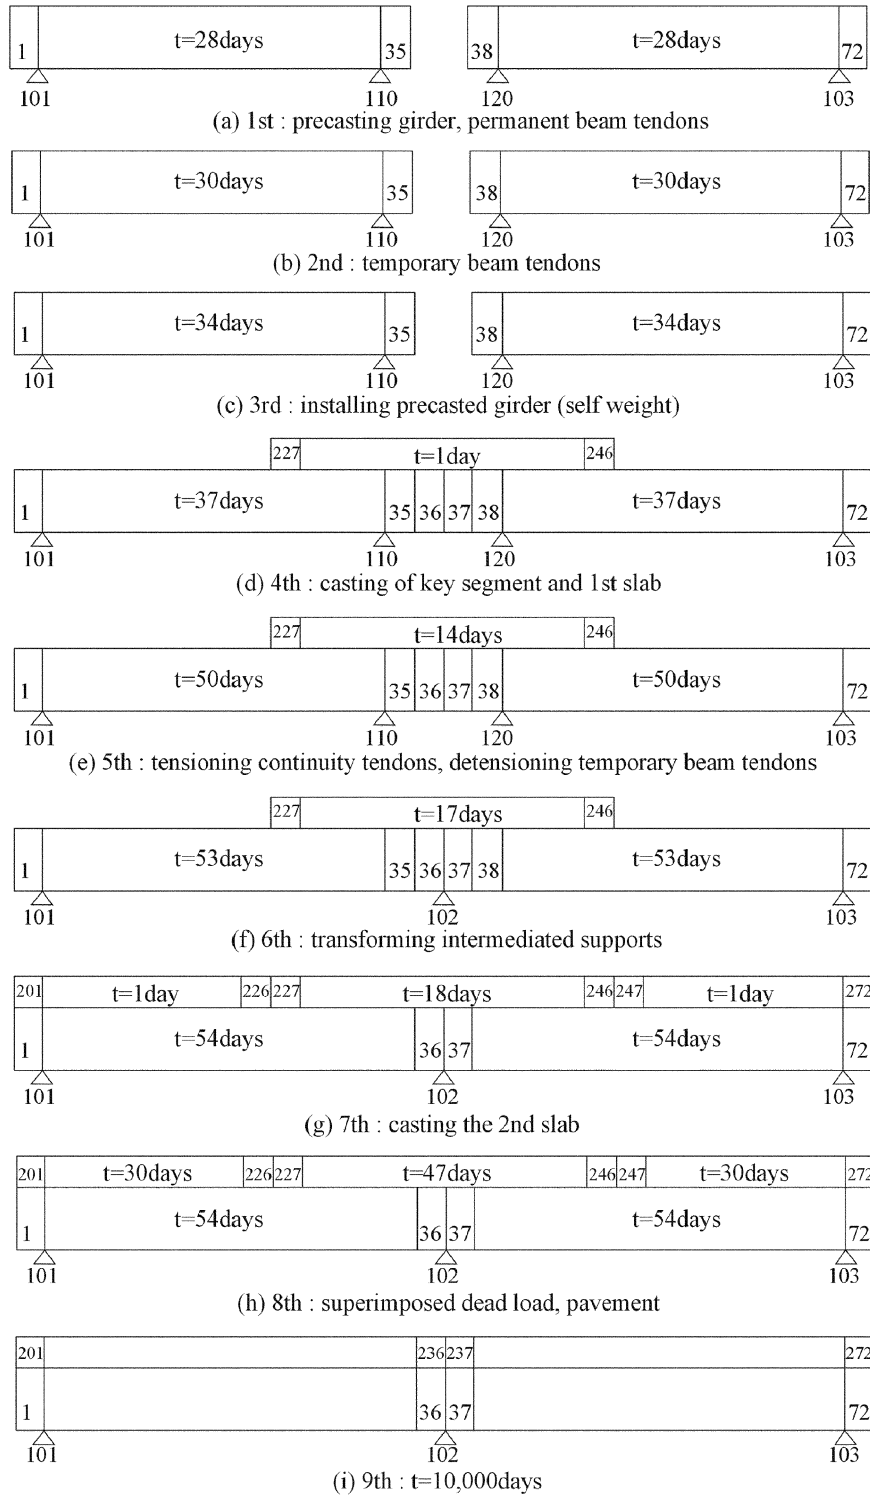 1 t=28days 35 38 t=28days 72
101 110 120 103
(a) 1st : precasting girder, permanent beam tendons
1 t=30days 35 38 t=30days 72
101 110 120 103
(b) 2nd : temporary beam tendons
1 t=34days 35 38 t=34days 72
101 110 120 103
(c) 3rd : installing precasted girder (self weight)
227 t=1day 246
1 t=37days 35 36 37 38 t=37days 72
101 110 120 103
(d) 4th : casting of key segment and 1st slab
227 t=14days 246
1 t=50days 35 36 37 38 t=50days 72
101 110 120 103
(e) 5th : tensioning continuity tendons, detensioning temporary beam tendons
227 t=17days 246
1 t=53days 35 36 37 38 t=53days 72
101 102 103
(f) 6th : transforming intermediated supports
201 t=1day 226 227 t=18days 246 247 t=1day 272
1 t=54days 36 37 t=54days 72
101 102 103
(g) 7th : casting the 2nd slab
201 t=30days 226 227 t=47days 246 247 t=30days 272
1 t=54days 36 37 t=54days 72
101 102 103
(h) 8th : superimposed dead load, pavement
201 236 237 272
1 36 37 72
101 102 103
(i) 9th : t=10,000days